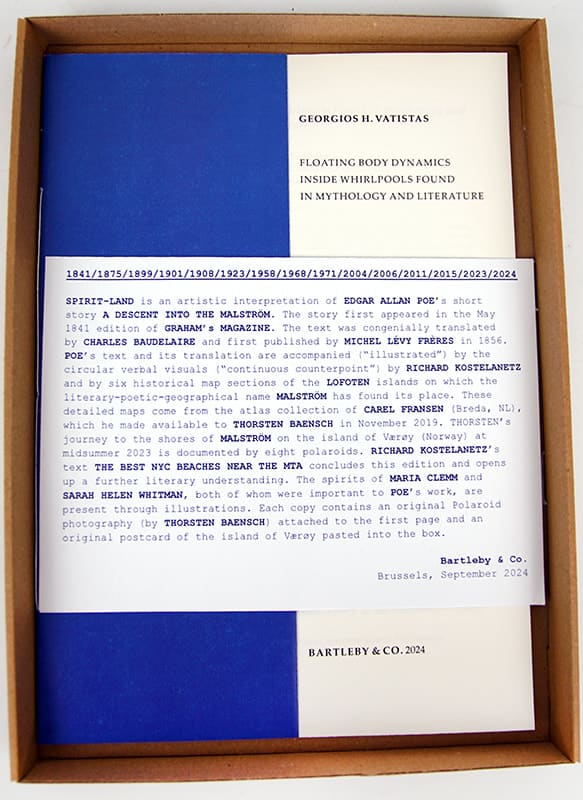 GEORGIOS H. VATISTAS
FLOATING BODY DYNAMICS
INSIDE WHIRLPOOLS FOUND
IN MYTHOLOGY AND LITERATURE
1841/1875/1899/1901/1908/1923/1958/1968/1971/2004/2006/2011/2015/2023/2024
SPIRIT-LAND is an artistic interpretation of EDGAR ALLAN POE's short
story A DESCENT INTO THE MALSTRÖM. The story first appeared in the May
1841 edition of GRAHAM's MAGAZINE. The text was congenially translated
by CHARLES BAUDELAIRE and first published by MICHEL LÉVY FRÈRES in 1856.
POE's text and its translation are accompanied ("illustrated") by the
circular verbal visuals ("continuous counterpoint") by RICHARD KOSTELANETZ
and by six historical map sections of the LOFOTEN islands on which the
literary-poetic-geographical name MALSTRÖM has found its place. These
detailed maps come from the atlas collection of CAREL FRANSEN (Breda, NL),
which he made available to THORSTEN BAENSCH in November 2019. THORSTEN's
journey to the shores of MALSTRÖM on the island of Værøy (Norway) at
midsummer 2023 is documented by eight polaroids. RICHARD KOSTELANETZ's
text THE BEST NYC BEACHES NEAR THE MTA concludes this edition and opens
up a further literary understanding. The spirits of MARIA CLEMM and
SARAH HELEN WHITMAN, both of whom were important to POE's work, are
present through illustrations. Each copy contains an original Polaroid
photography (by THORSTEN BAENSCH) attached to the first page and an
original postcard of the island of Værøy pasted into the box.
Bartleby & Co.
Brussels, September 2024
BARTLEBY & CO. 2024